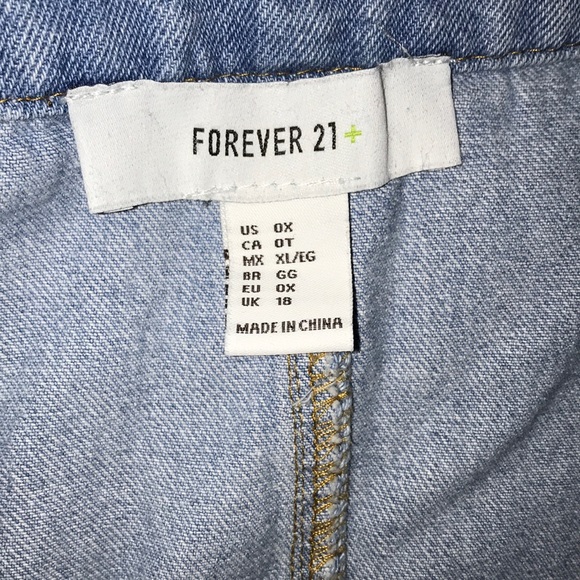 FOREVER 21+
US 0X
CA 0T
MX XL/EG
BR GG
EU 0X
UK 18
MADE IN CHINA